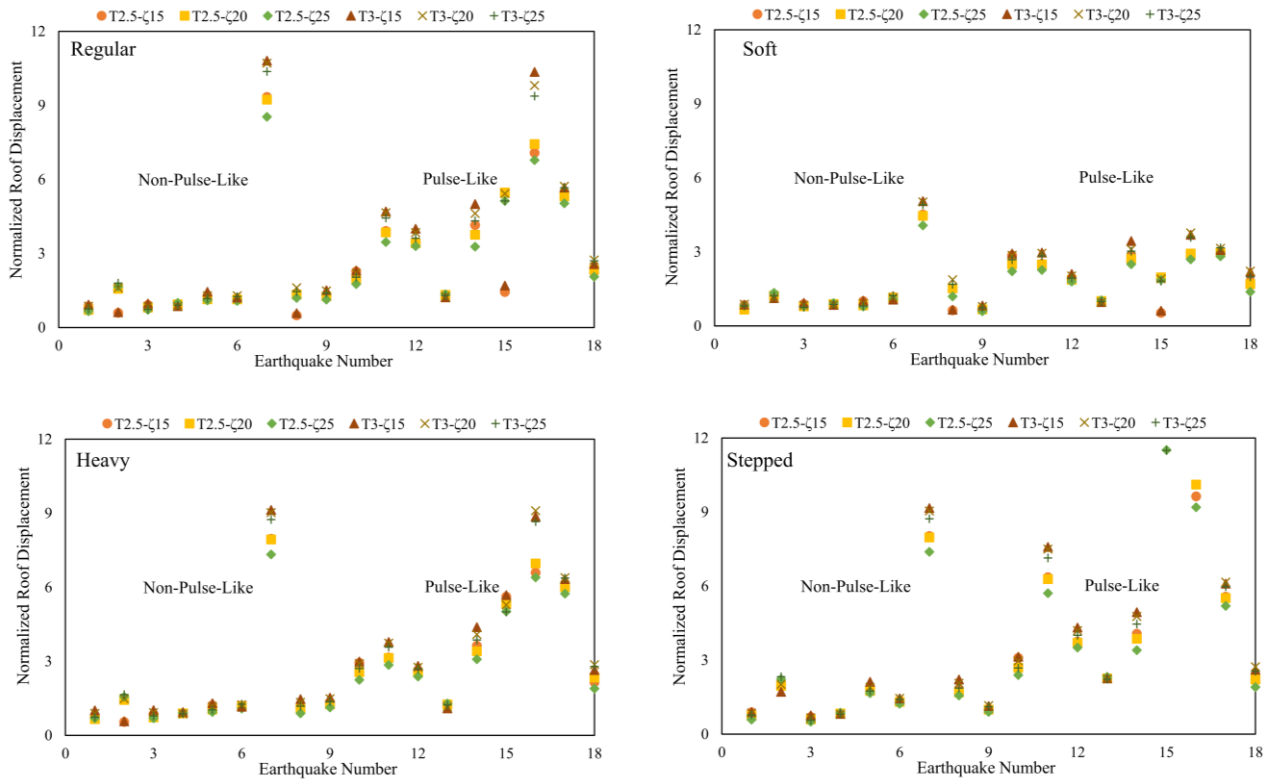 T2.5-ζ15 T2.5-ζ20 T2.5-ζ25 T3-ζ15 T3-ζ20 T3-ζ25
Regular
Normalized Roof Displacement
12
9
6
3
0
Non-Pulse-Like
Pulse-Like
0 3 6 9 12 15 18
Earthquake Number
T2.5-ζ15 T2.5-ζ20 T2.5-ζ25 T3-ζ15 T3-ζ20 T3-ζ25
Soft
Normalized Roof Displacement
12
9
6
3
0
Non-Pulse-Like
Pulse-Like
0 3 6 9 12 15 18
Earthquake Number
T2.5-ζ15 T2.5-ζ20 T2.5-ζ25 T3-ζ15 T3-ζ20 T3-ζ25
Heavy
Normalized Roof Displacement
12
9
6
3
0
Non-Pulse-Like
Pulse-Like
0 3 6 9 12 15 18
Earthquake Number
T2.5-ζ15 T2.5-ζ20 T2.5-ζ25 T3-ζ15 T3-ζ20 T3-ζ25
Stepped
Normalized Roof Displacement
12
9
6
3
0
Non-Pulse-Like
Pulse-Like
0 3 6 9 12 15 18
Earthquake Number